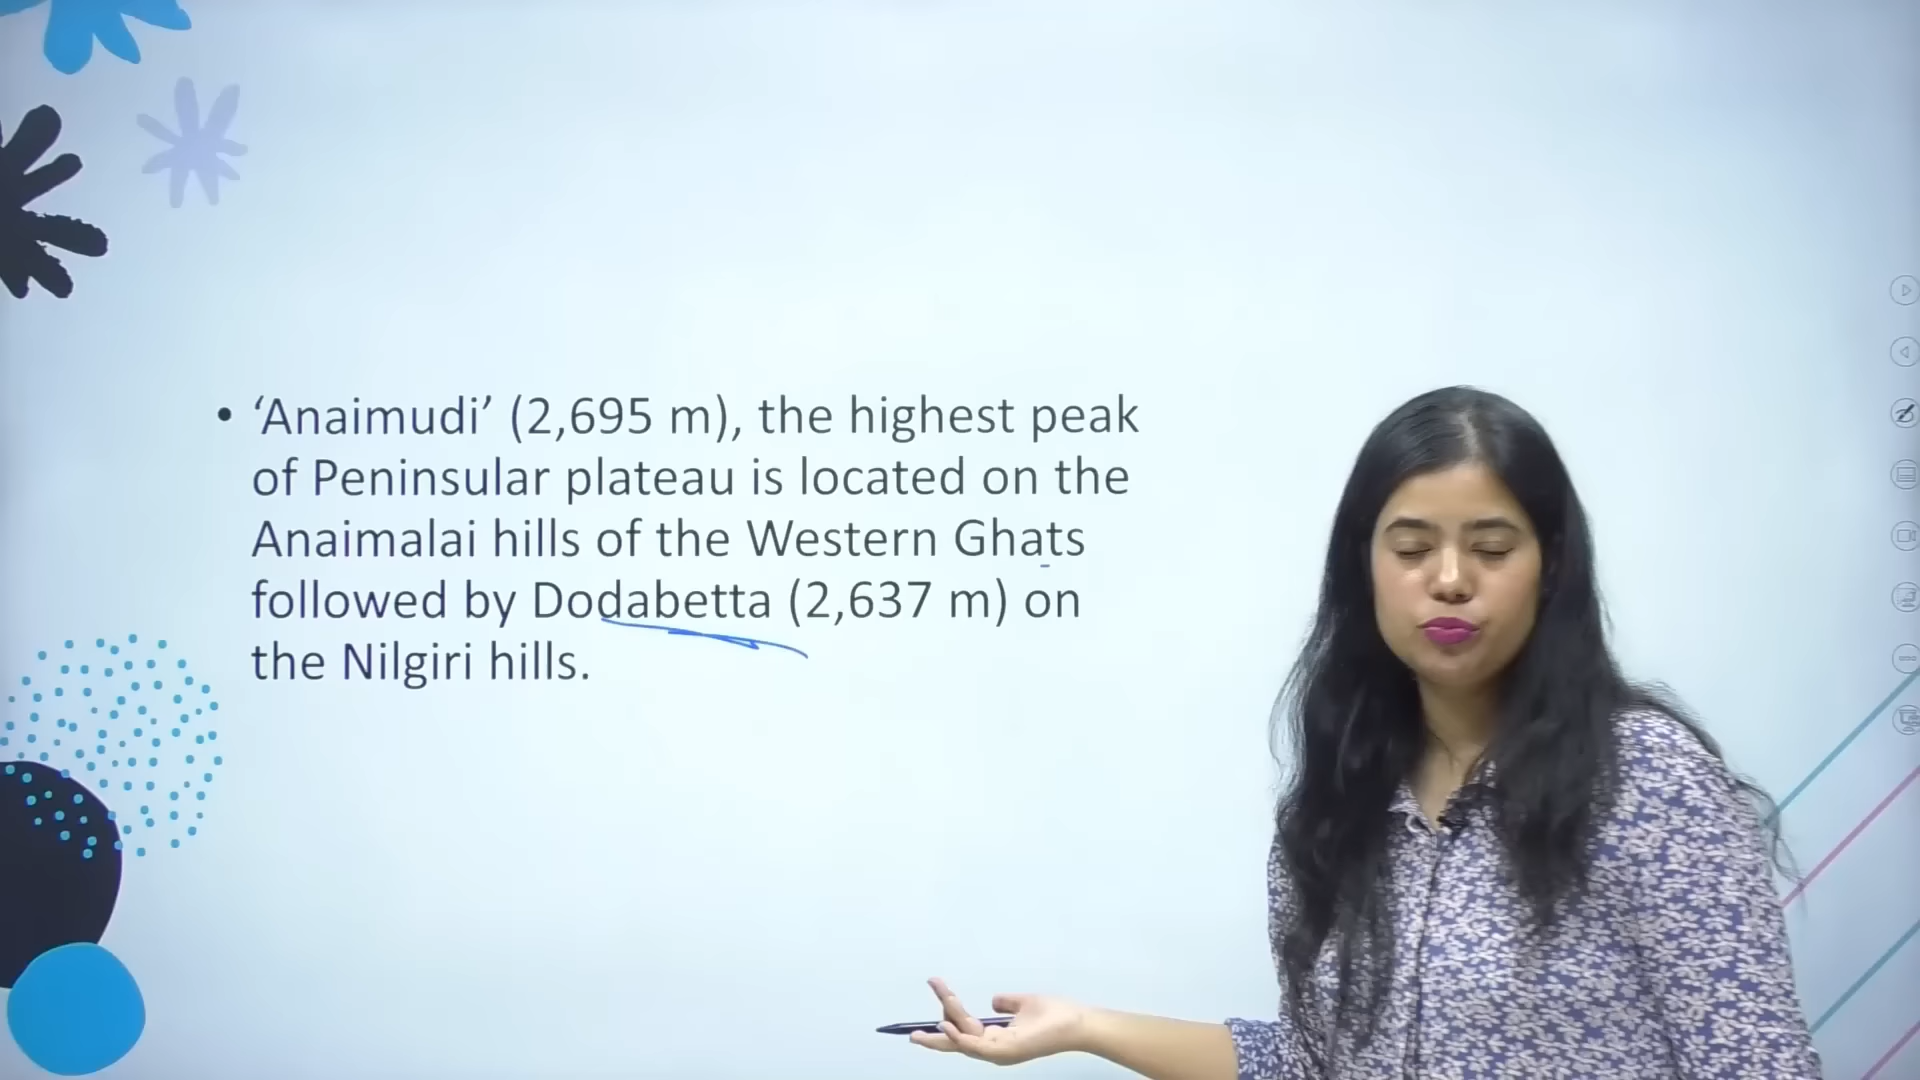 • ‘Anaimudi’ (2,695 m), the highest peak
of Peninsular plateau is located on the
Anaimalai hills of the Western Ghats
followed by Dodabetta (2,637 m) on
the Nilgiri hills.